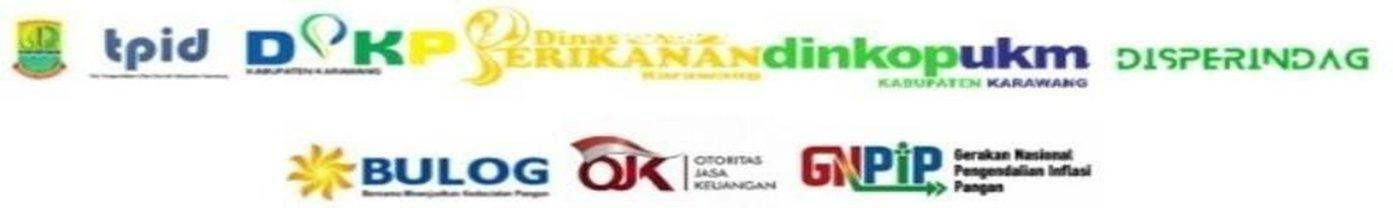 tpid
DPKP
KABUPATEN KARAWANG
Dinas
PERIKANAN
Karawang
dinkopukm
KABUPATEN KARAWANG
DISPERINDAG
BULOG
OJK
OTORITAS
JASA
KEUANGAN
GNPIP
Gerakan Nasional
Pengendalian Inflasi
Pangan